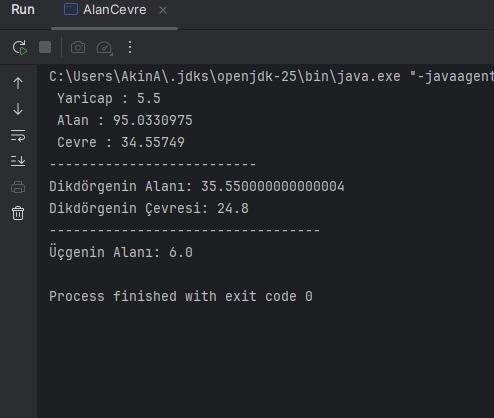 Run
AlanCevre
C:\Users\AkinA\.jdks\openjdk-25\bin\java.exe "-javaagent
Yaricap : 5.5
Alan : 95.0330975
Cevre : 34.55749
--------------------------
Dikdörgenin Alanı: 35.550000000000004
Dikdörgenin Çevresi: 24.8
----------------------------------
Üçgenin Alanı: 6.0
Process finished with exit code 0